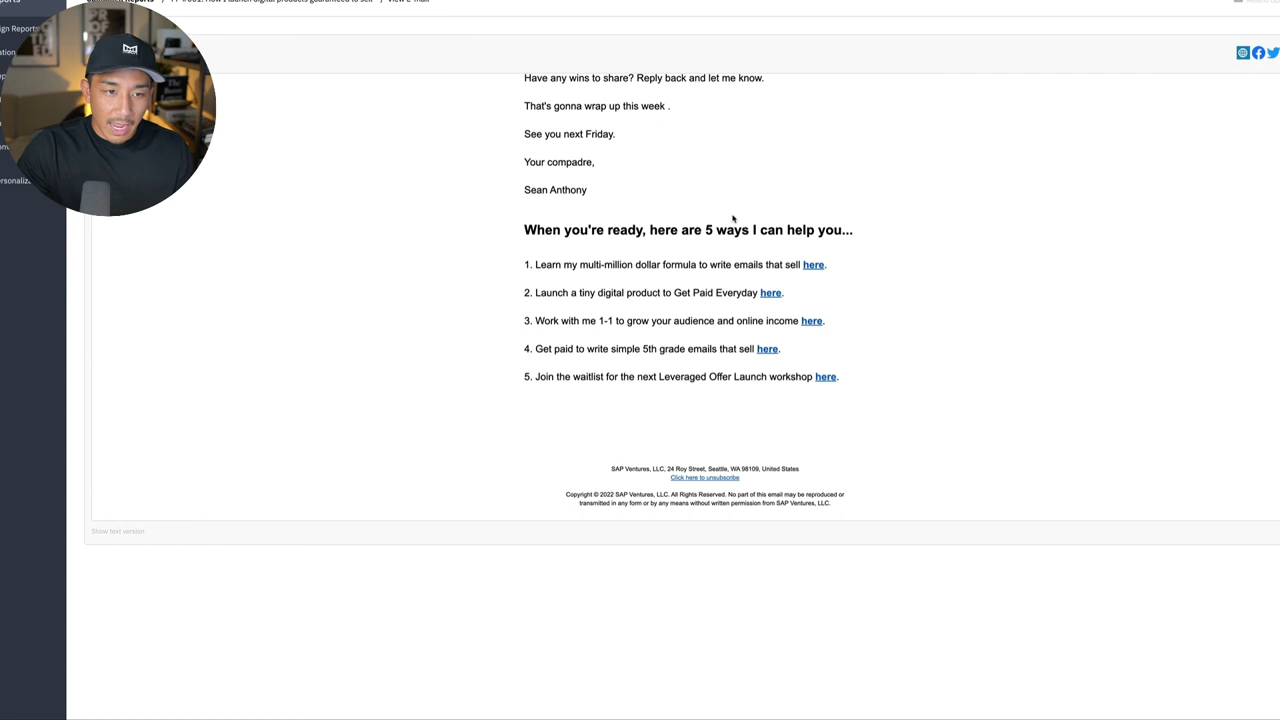 ign Reports
Have any wins to share? Reply back and let me know.
That's gonna wrap up this week .
See you next Friday.
Your compadre,
Sean Anthony
When you're ready, here are 5 ways I can help you...
1. Learn my multi-million dollar formula to write emails that sell here.
2. Launch a tiny digital product to Get Paid Everyday here.
3. Work with me 1-1 to grow your audience and online income here.
4. Get paid to write simple 5th grade emails that sell here.
5. Join the waitlist for the next Leveraged Offer Launch workshop here.
SAP Ventures, LLC, 24 Roy Street, Seattle, WA 98109, United States
Click here to unsubscribe
Copyright © 2022 SAP Ventures, LLC. All Rights Reserved. No part of this email may be reproduced or
transmitted in any form or by any means without written permission from SAP Ventures, LLC.
Show text version